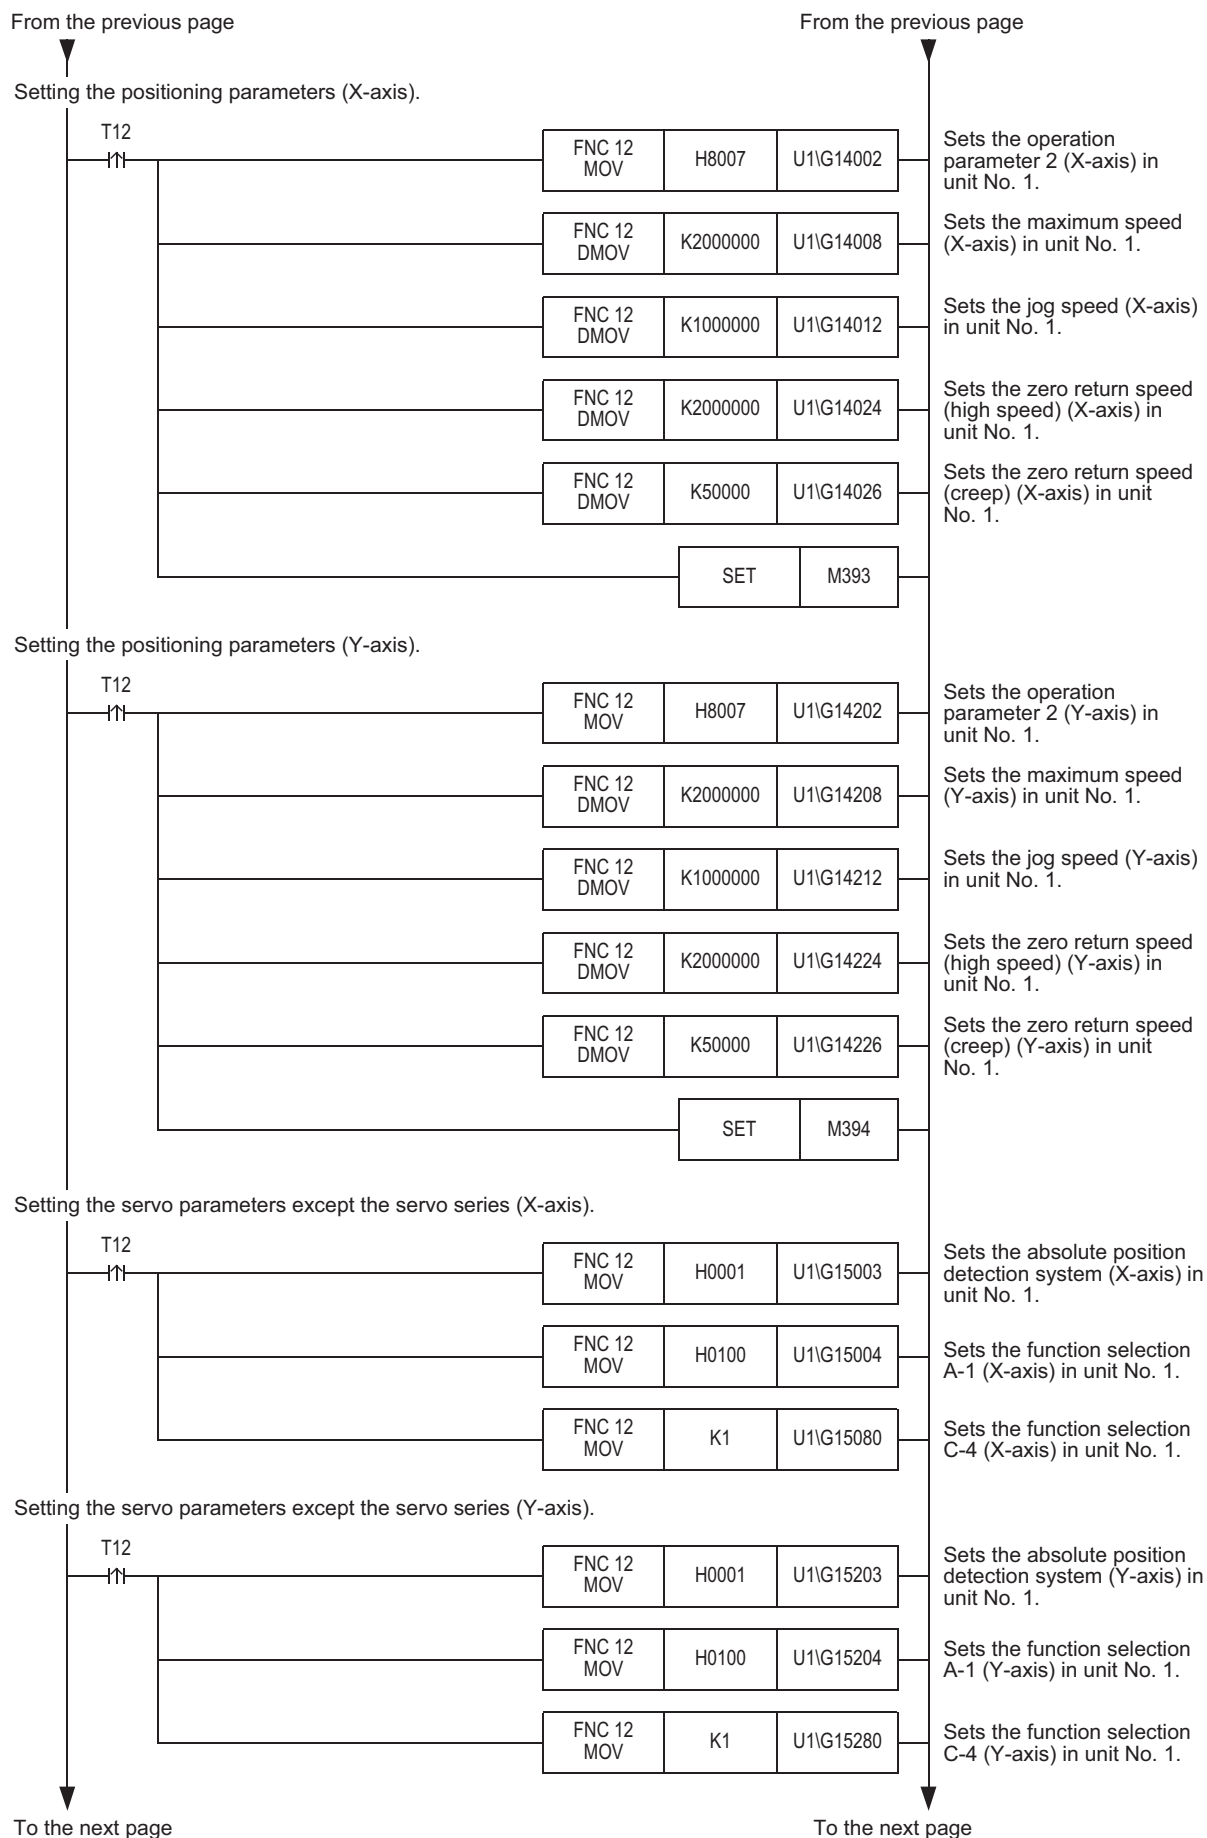 From the previous page
From the previous page
Setting the positioning parameters (X-axis).
T12
FNC 12
MOV
H8007
U1\G14002
Sets the operation
parameter 2 (X-axis) in
unit No. 1.
FNC 12
DMOV
K2000000
U1\G14008
Sets the maximum speed
(X-axis) in unit No. 1.
FNC 12
DMOV
K1000000
U1\G14012
Sets the jog speed (X-axis)
in unit No. 1.
FNC 12
DMOV
K2000000
U1\G14024
Sets the zero return speed
(high speed) (X-axis) in
unit No. 1.
FNC 12
DMOV
K50000
U1\G14026
Sets the zero return speed
(creep) (X-axis) in unit
No. 1.
SET
M393
Setting the positioning parameters (Y-axis).
T12
FNC 12
MOV
H8007
U1\G14202
Sets the operation
parameter 2 (Y-axis) in
unit No. 1.
FNC 12
DMOV
K2000000
U1\G14208
Sets the maximum speed
(Y-axis) in unit No. 1.
FNC 12
DMOV
K1000000
U1\G14212
Sets the jog speed (Y-axis)
in unit No. 1.
FNC 12
DMOV
K2000000
U1\G14224
Sets the zero return speed
(high speed) (Y-axis) in
unit No. 1.
FNC 12
DMOV
K50000
U1\G14226
Sets the zero return speed
(creep) (Y-axis) in unit
No. 1.
SET
M394
Setting the servo parameters except the servo series (X-axis).
T12
FNC 12
MOV
H0001
U1\G15003
Sets the absolute position
detection system (X-axis) in
unit No. 1.
FNC 12
MOV
H0100
U1\G15004
Sets the function selection
A-1 (X-axis) in unit No. 1.
FNC 12
MOV
K1
U1\G15080
Sets the function selection
C-4 (X-axis) in unit No. 1.
Setting the servo parameters except the servo series (Y-axis).
T12
FNC 12
MOV
H0001
U1\G15203
Sets the absolute position
detection system (Y-axis) in
unit No. 1.
FNC 12
MOV
H0100
U1\G15204
Sets the function selection
A-1 (Y-axis) in unit No. 1.
FNC 12
MOV
K1
U1\G15280
Sets the function selection
C-4 (Y-axis) in unit No. 1.
To the next page
To the next page